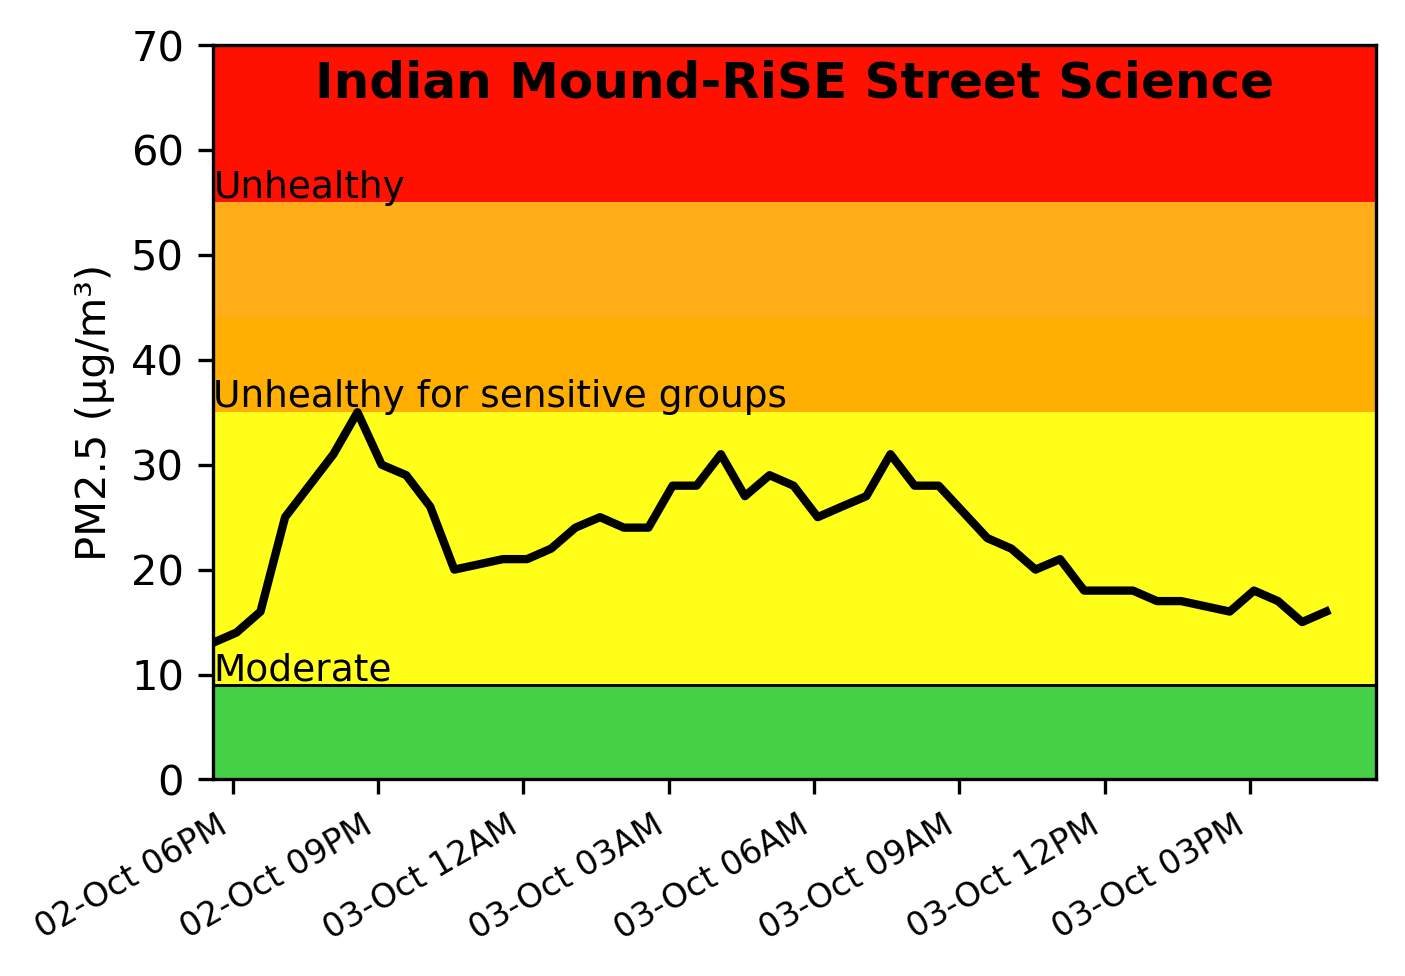 Indian Mound-RiSE Street Science
70
60
Unhealthy
50
40
Unhealthy for sensitive groups
30
20
10
Moderate
0
PM2.5 (µg/m³)
02-Oct 06PM
02-Oct 09PM
03-Oct 12AM
03-Oct 03AM
03-Oct 06AM
03-Oct 09AM
03-Oct 12PM
03-Oct 03PM